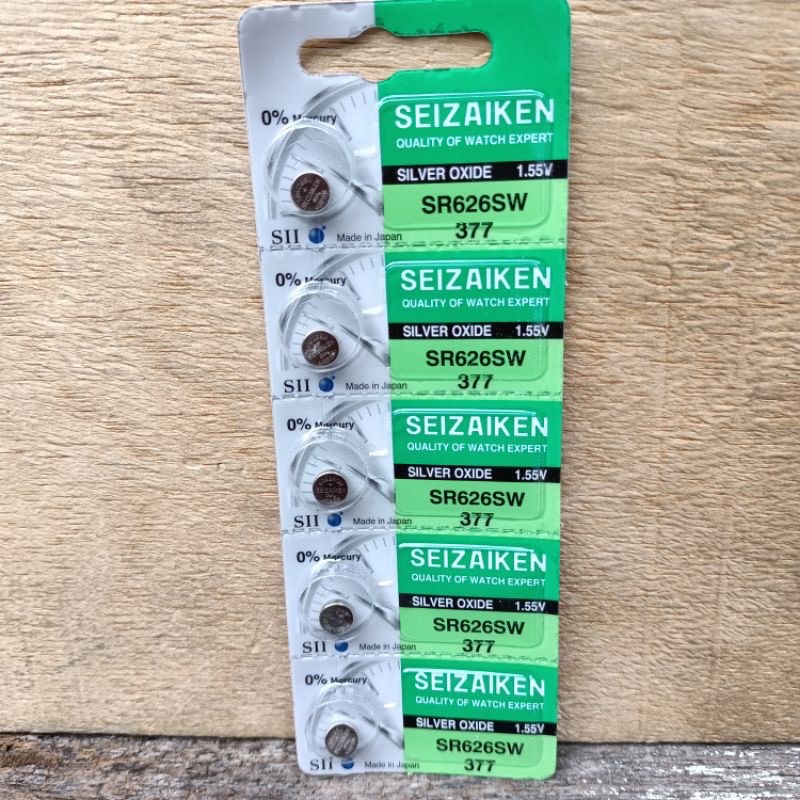 0% Mercury
SEIZAIKEN
QUALITY OF WATCH EXPERT
SILVER OXIDE 1.55V
SR626SW
377
SII Made in Japan
0% Mercury
SEIZAIKEN
QUALITY OF WATCH EXPERT
SILVER OXIDE 1.55V
SR626SW
377
SII Made in Japan
0% Mercury
SEIZAIKEN
QUALITY OF WATCH EXPERT
SILVER OXIDE 1.55V
SR626SW
377
SII Made in Japan
0% Mercury
SEIZAIKEN
QUALITY OF WATCH EXPERT
SILVER OXIDE 1.55V
SR626SW
377
SII Made in Japan
0% Mercury
SEIZAIKEN
QUALITY OF WATCH EXPERT
SILVER OXIDE 1.55V
SR626SW
377
SII Made in Japan